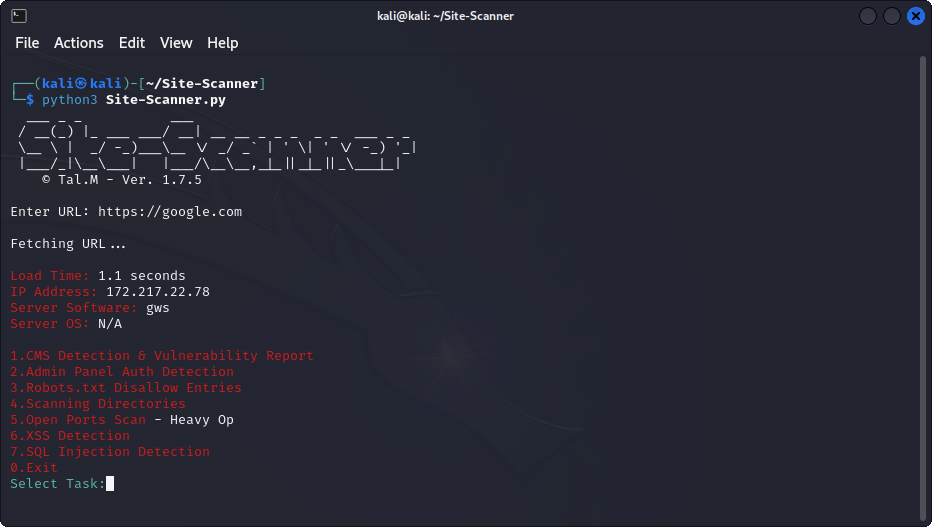 kali@kali: ~/Site-Scanner
File Actions Edit View Help
┌──(kali㉿kali)-[~/Site-Scanner]
└─$ python3 Site-Scanner.py
Site-Scanner
© Tal.M - Ver. 1.7.5
Enter URL: https://google.com
Fetching URL...
Load Time: 1.1 seconds
IP Address: 172.217.22.78
Server Software: gws
Server OS: N/A
1.CMS Detection & Vulnerability Report
2.Admin Panel Auth Detection
3.Robots.txt Disallow Entries
4.Scanning Directories
5.Open Ports Scan - Heavy Op
6.XSS Detection
7.SQL Injection Detection
0.Exit
Select Task: